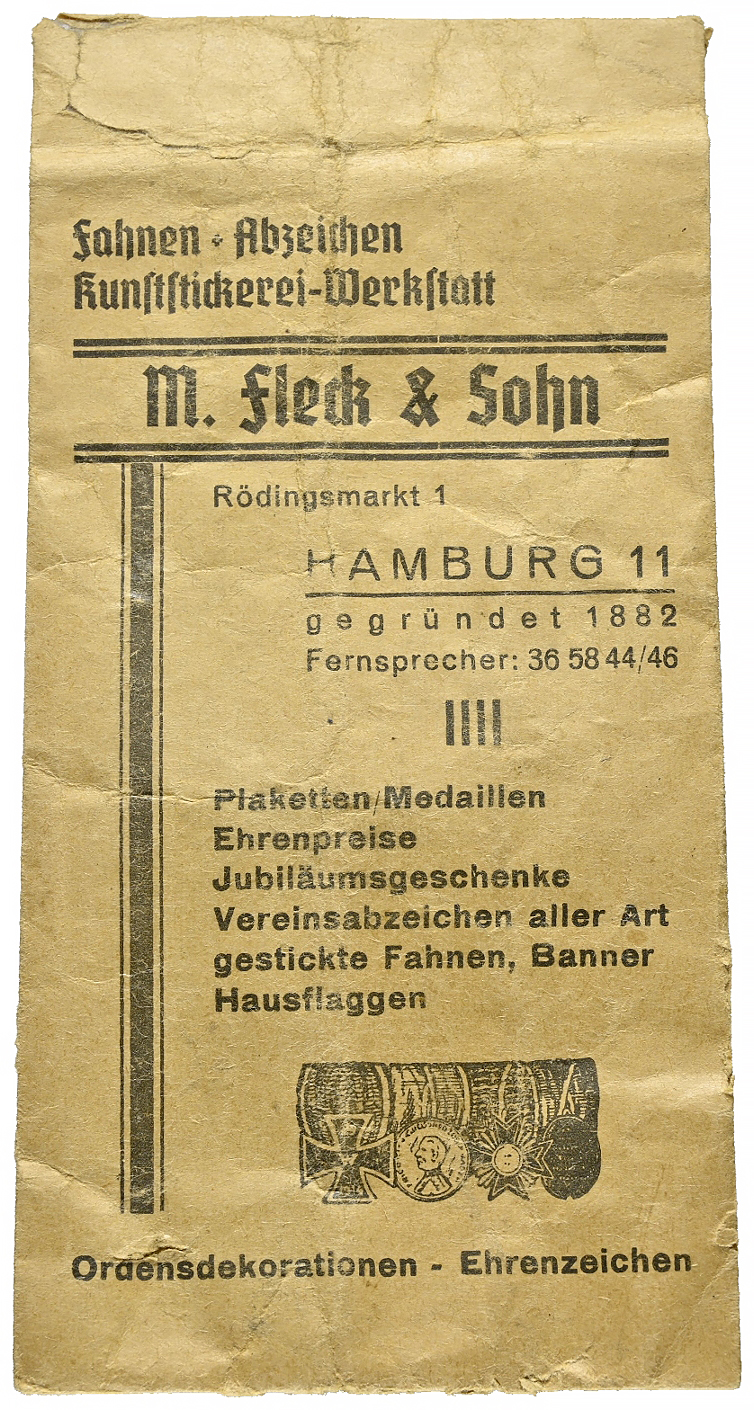 Fahnen + Abzeichen
Kunststickerei-Werkstatt
M. Fleck & Sohn
Rödingsmarkt 1
HAMBURG 11
gegründet 1882
Fernsprecher: 36 58 44/46
Plaketten/Medaillen
Ehrenpreise
Jubiläumsgeschenke
Vereinsabzeichen aller Art
gestickte Fahnen, Banner
Hausflaggen
Ordensdekorationen - Ehrenzeichen